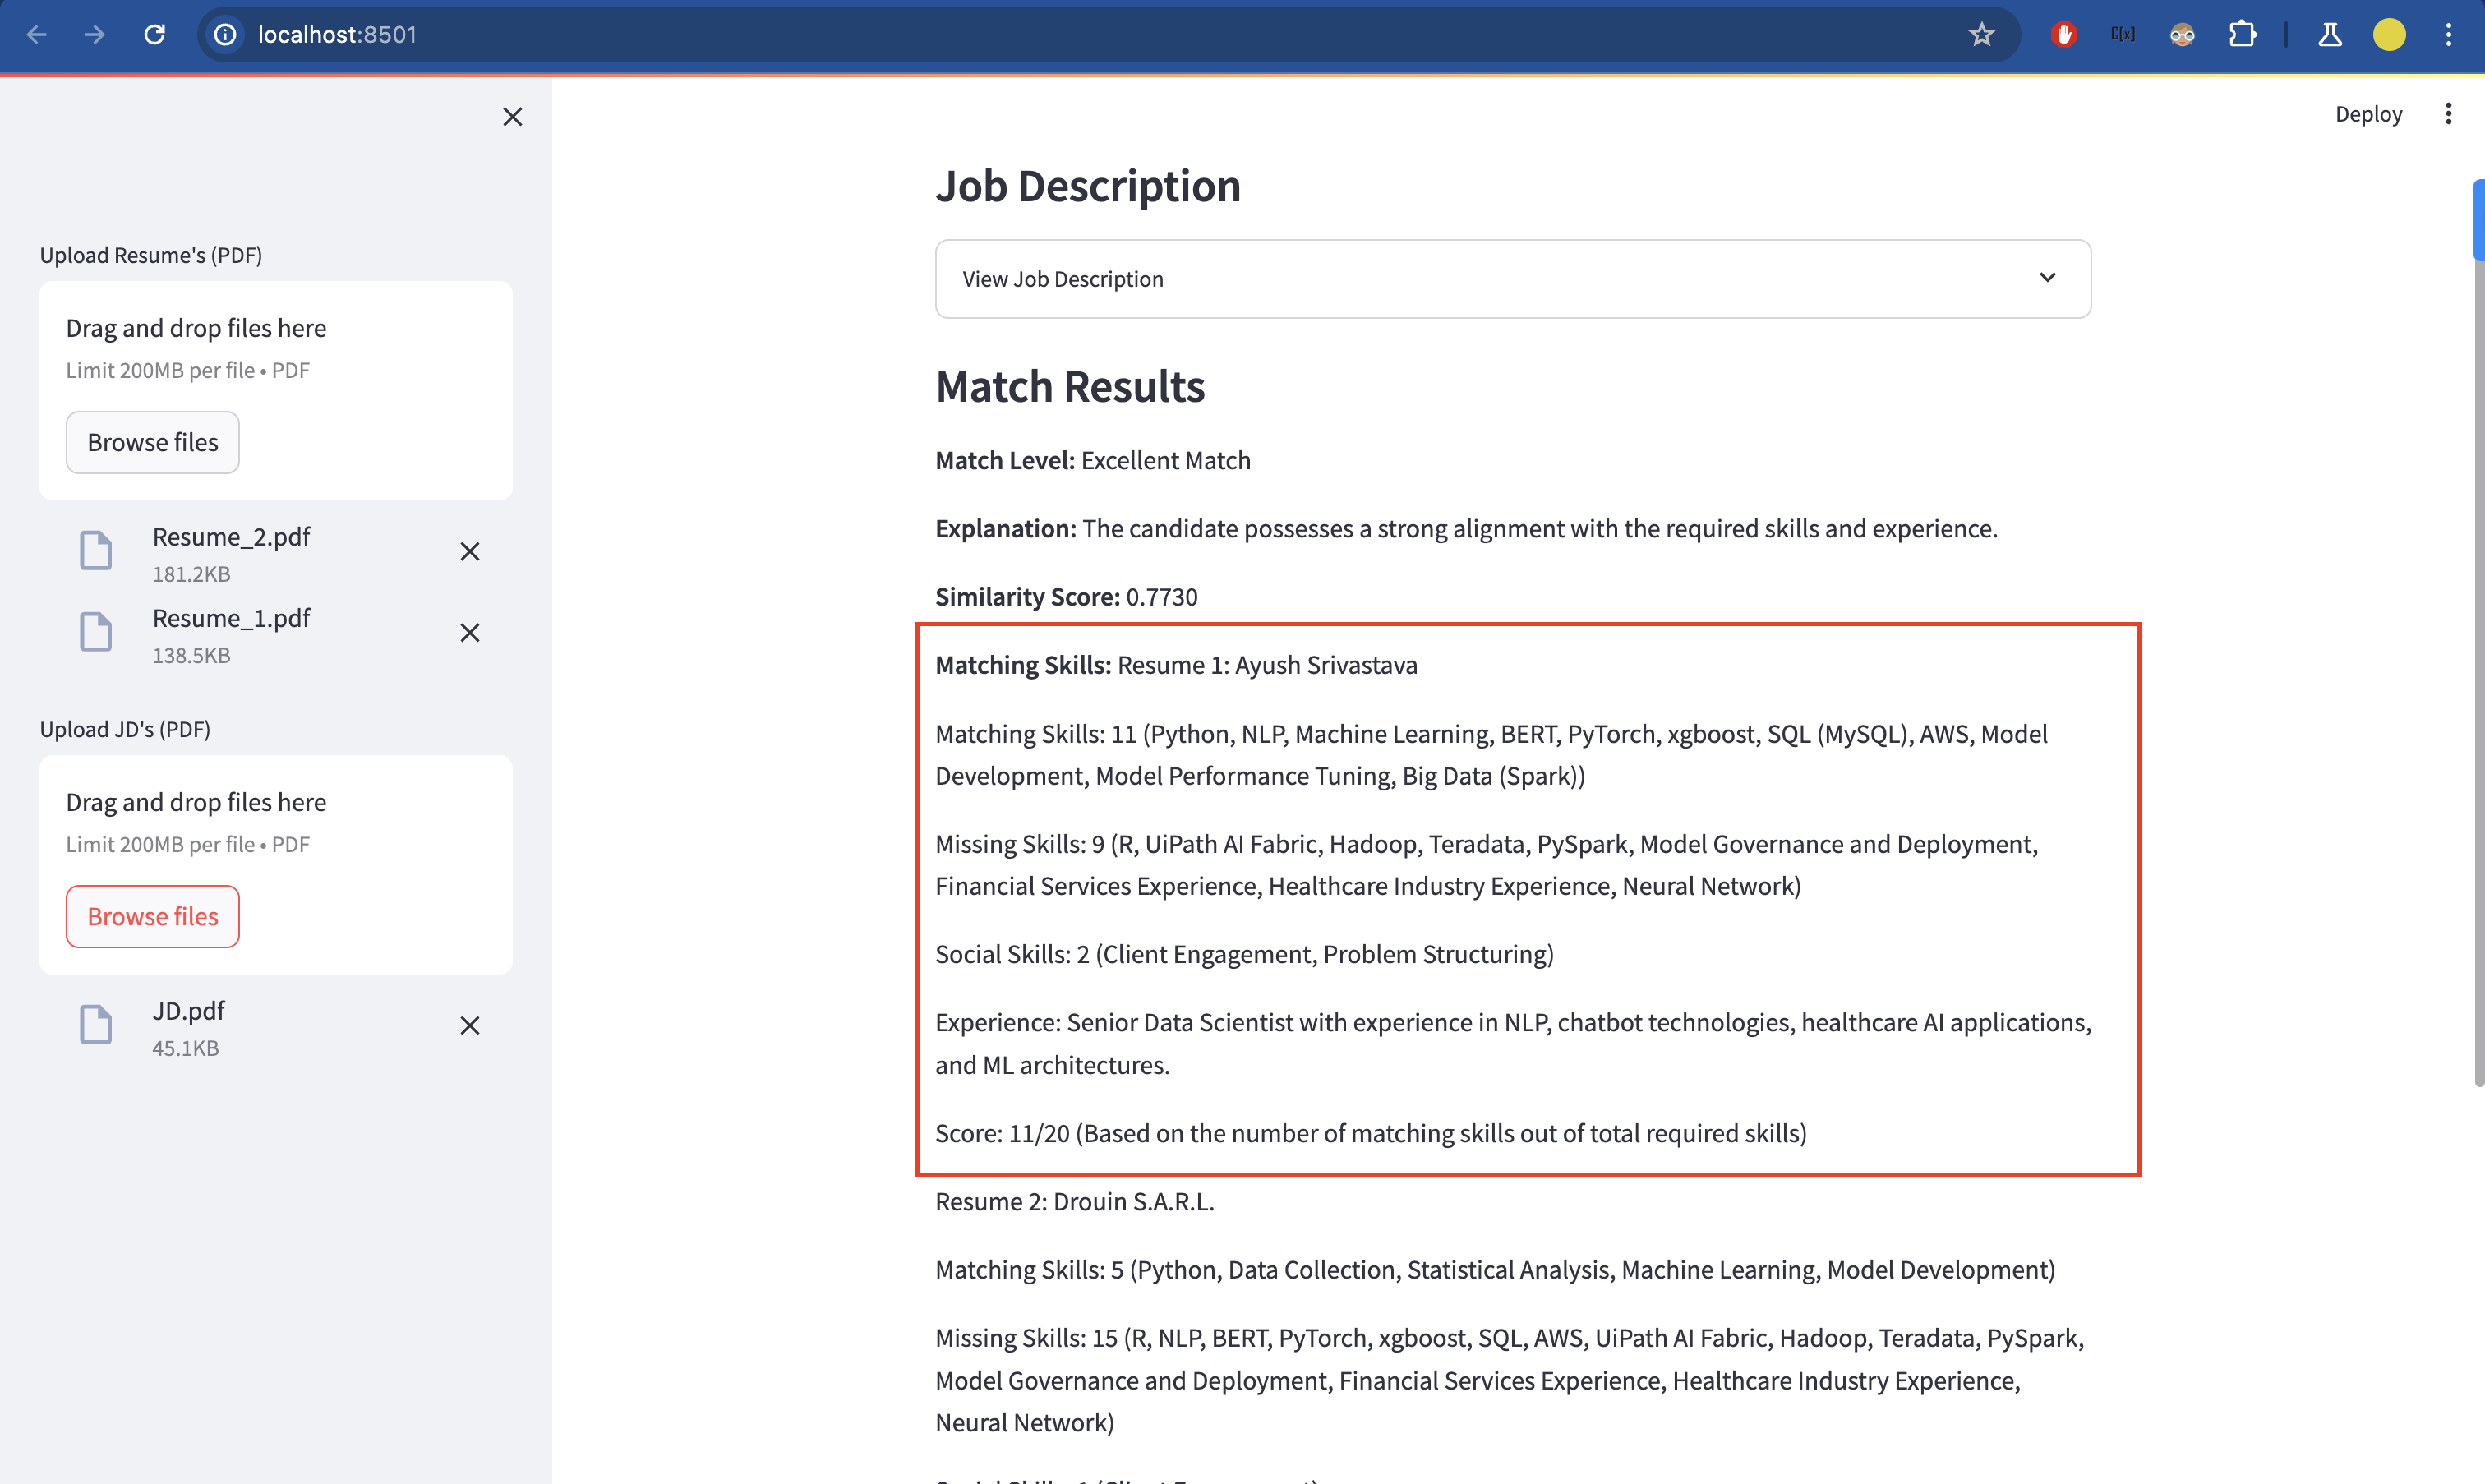 localhost:8501
C[x]
Deploy
Upload Resume's (PDF)
Drag and drop files here
Limit 200MB per file • PDF
Browse files
Resume_2.pdf
181.2KB
Resume_1.pdf
138.5KB
Upload JD's (PDF)
Drag and drop files here
Limit 200MB per file • PDF
Browse files
JD.pdf
45.1KB
Job Description
View Job Description
Match Results
Match Level: Excellent Match
Explanation: The candidate possesses a strong alignment with the required skills and experience.
Similarity Score: 0.7730
Matching Skills: Resume 1: Ayush Srivastava
Matching Skills: 11 (Python, NLP, Machine Learning, BERT, PyTorch, xgboost, SQL (MySQL), AWS, Model
Development, Model Performance Tuning, Big Data (Spark))
Missing Skills: 9 (R, UiPath AI Fabric, Hadoop, Teradata, PySpark, Model Governance and Deployment,
Financial Services Experience, Healthcare Industry Experience, Neural Network)
Social Skills: 2 (Client Engagement, Problem Structuring)
Experience: Senior Data Scientist with experience in NLP, chatbot technologies, healthcare AI applications,
and ML architectures.
Score: 11/20 (Based on the number of matching skills out of total required skills)
Resume 2: Drouin S.A.R.L.
Matching Skills: 5 (Python, Data Collection, Statistical Analysis, Machine Learning, Model Development)
Missing Skills: 15 (R, NLP, BERT, PyTorch, xgboost, SQL, AWS, UiPath AI Fabric, Hadoop, Teradata, PySpark,
Model Governance and Deployment, Financial Services Experience, Healthcare Industry Experience,
Neural Network)